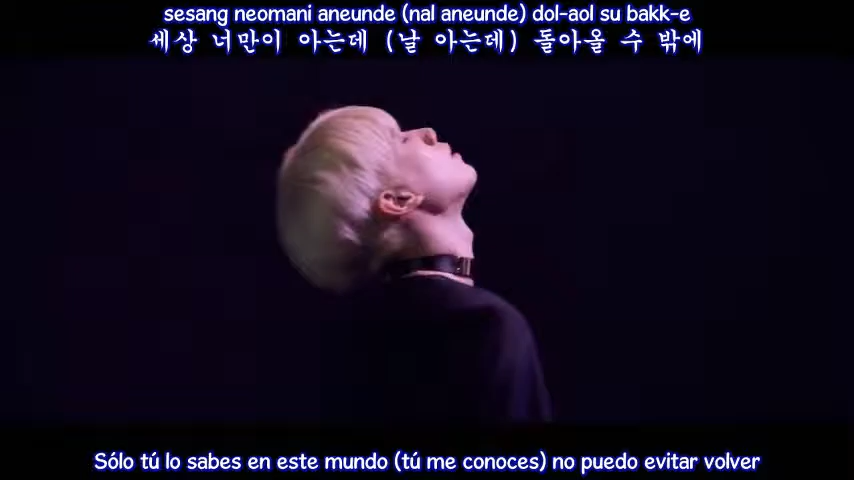 sesang neomani aneunde (nal aneunde) dol-aol su bakk-e
세상 너만이 아는데 (날 아는데) 돌아올 수 밖에
Sólo tú lo sabes en este mundo (tú me conoces) no puedo evitar volver